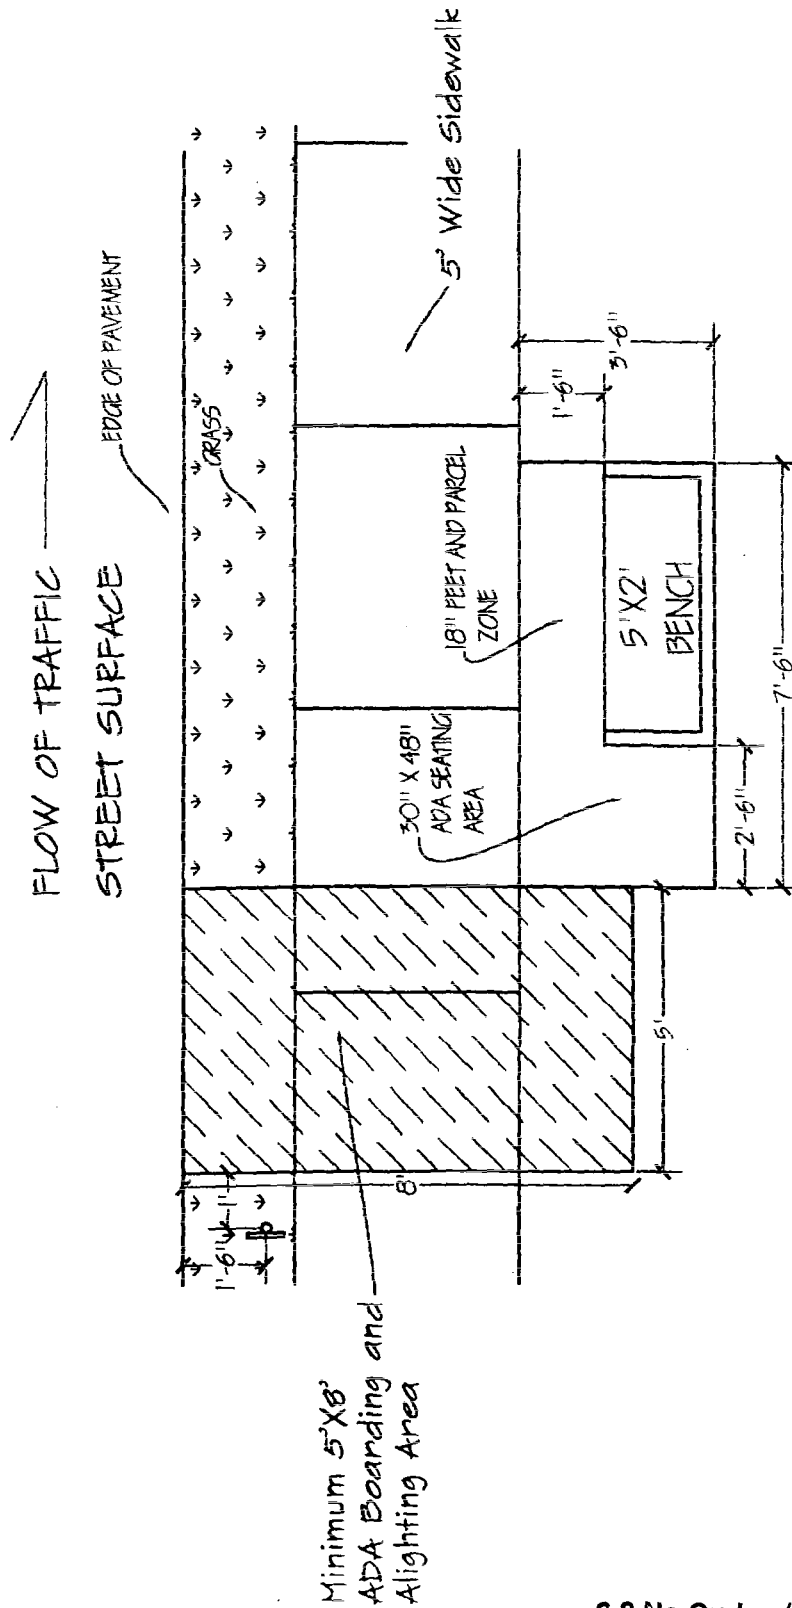 FLOW OF TRAFFIC
STREET SURFACE
EDGE OF PAVEMENT
GRASS
5' Wide Sidewalk
18" FEET AND PARCEL
ZONE
30" X 48"
ADA SEATING
AREA
5'X2'
BENCH
1'-6"
3'-6"
2'-6"
7'-6"
5'
8'
1'
1'-6"
Minimum 5'X8'
ADA Boarding and
Alighting Area